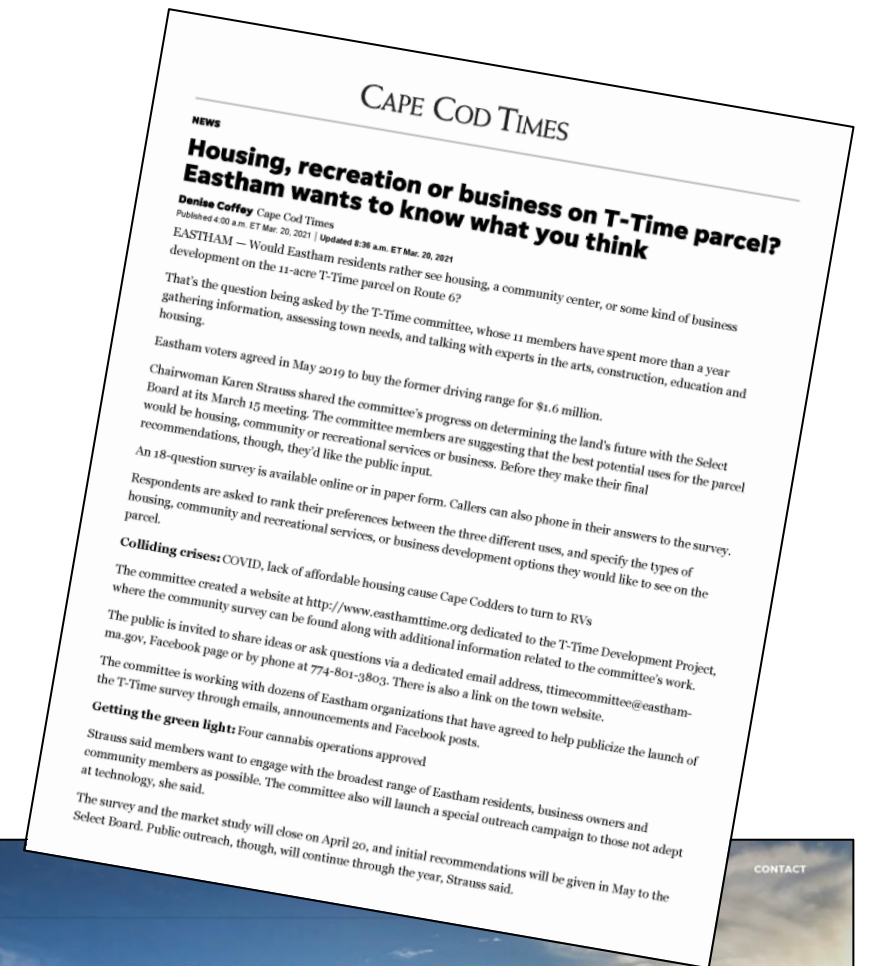 CAPE COD TIMES
NEWS
Housing, recreation or business on T-Time parcel?
Eastham wants to know what you think
Denise Coffey Cape Cod Times
Published 4:00 a.m. ET Mar. 20, 2021 | Updated 8:36 a.m. ET Mar. 20, 2021
EASTHAM — Would Eastham residents rather see housing, a community center, or some kind of business
development on the 11-acre T-Time parcel on Route 6?
That's the question being asked by the T-Time committee, whose 11 members have spent more than a year
gathering information, assessing town needs, and talking with experts in the arts, construction, education and
housing.
Eastham voters agreed in May 2019 to buy the former driving range for $1.6 million.
Chairwoman Karen Strauss shared the committee's progress on determining the land's future with the Select
Board at its March 15 meeting. The committee members are suggesting that the best potential uses for the parcel
would be housing, community or recreational services or business. Before they make their final
recommendations, though, they'd like the public input.
An 18-question survey is available online or in paper form. Callers can also phone in their answers to the survey.
Respondents are asked to rank their preferences between the three different uses, and specify the types of
housing, community and recreational services, or business development options they would like to see on the
parcel.
Colliding crises: COVID, lack of affordable housing cause Cape Codders to turn to RVs
The committee created a website at http://www.easthamttime.org dedicated to the T-Time Development Project,
where the community survey can be found along with additional information related to the committee's work.
The public is invited to share ideas or ask questions via a dedicated email address, ttimecommittee@eastham-
ma.gov, Facebook page or by phone at 774-801-3803. There is also a link on the town website.
The committee is working with dozens of Eastham organizations that have agreed to help publicize the launch of
the T-Time survey through emails, announcements and Facebook posts.
Getting the green light: Four cannabis operations approved
Strauss said members want to engage with the broadest range of Eastham residents, business owners and
community members as possible. The committee also will launch a special outreach campaign to those not adept
at technology, she said.
The survey and the market study will close on April 20, and initial recommendations will be given in May to the
Select Board. Public outreach, though, will continue through the year, Strauss said.
CONTACT